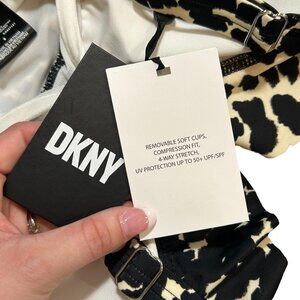 DKNY
REMOVABLE SOFT CUPS,
COMPRESSION FIT,
4-WAY STRETCH,
UV PROTECTION UP TO 50+ UPF/SPF